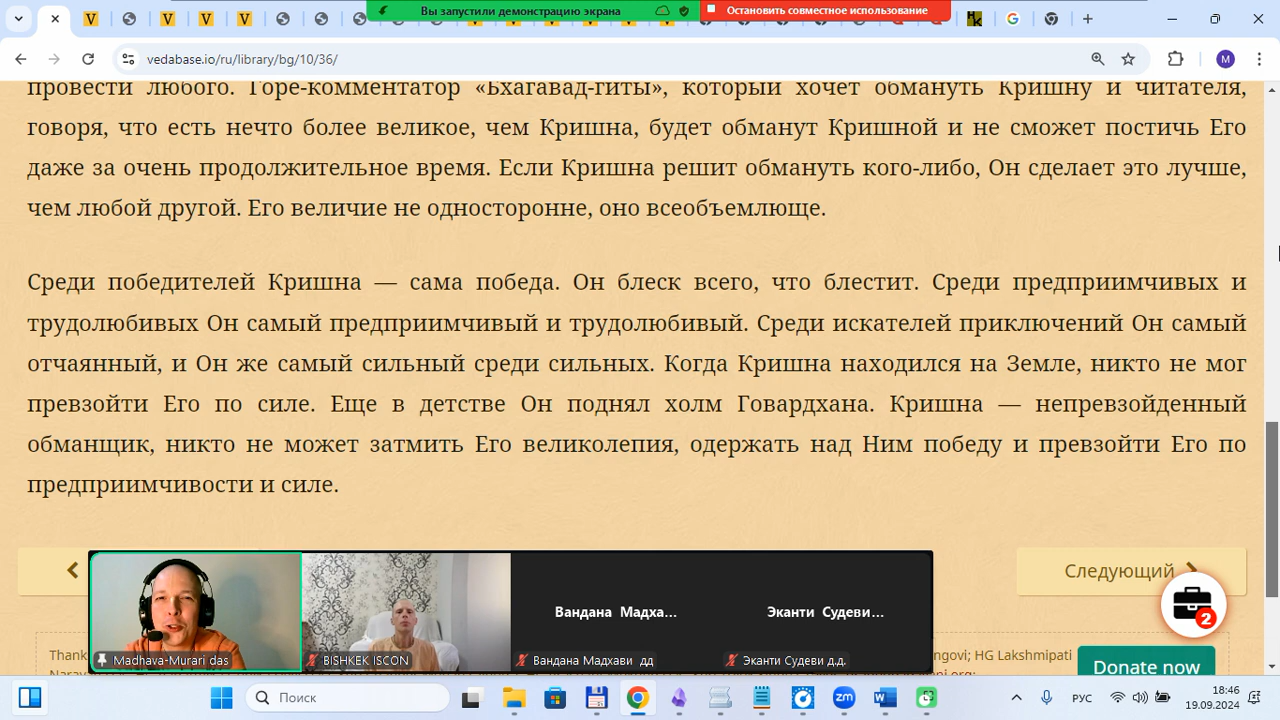 Вы запустили демонстрацию экрана
Остановить совместное использование
vedabase.io/ru/library/bg/10/36/
M
провести любого. Горе-комментатор «Бхагавад-гиты», который хочет обмануть Кришну и читателя,
говоря, что есть нечто более великое, чем Кришна, будет обманут Кришной и не сможет постичь Его
даже за очень продолжительное время. Если Кришна решит обмануть кого-либо, Он сделает это лучше,
чем любой другой. Его величие не односторонне, оно всеобъемлюще.
Среди победителей Кришна — сама победа. Он блеск всего, что блестит. Среди предприимчивых и
трудолюбивых Он самый предприимчивый и трудолюбивый. Среди искателей приключений Он самый
отчаянный, и Он же самый сильный среди сильных. Когда Кришна находился на Земле, никто не мог
превзойти Его по силе. Еще в детстве Он поднял холм Говардхана. Кришна — непревзойденный
обманщик, никто не может затмить Его великолепия, одержать над Ним победу и превзойти Его по
предприимчивости и силе.
Следующий
2
Вандана Мадха...
Эканти Судеви...
Madhava-Murari das
BISHKEK ISCON
Вандана Мадхави дд
Эканти Судеви д.д.
Thank
ngovi; HG Lakshmipati
Donate now
Поиск
zm
РУС
18:46
19.09.2024